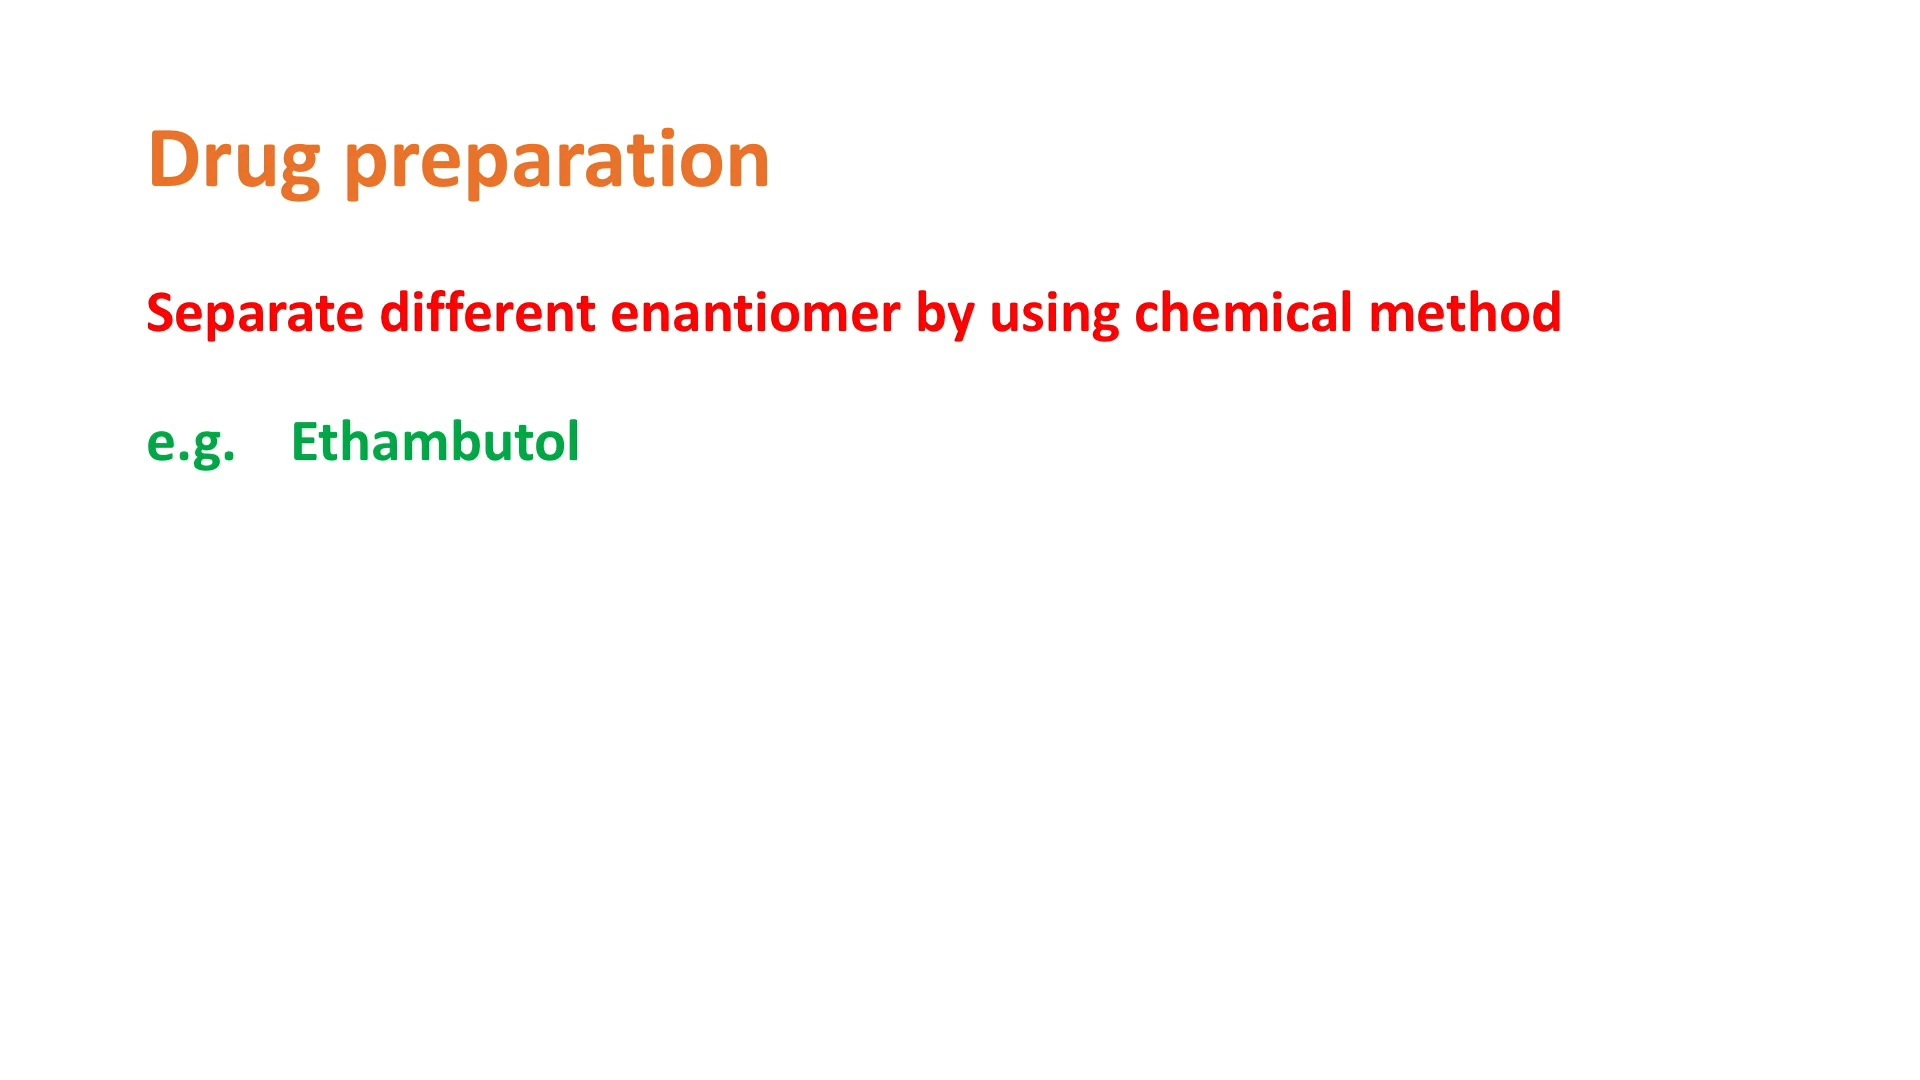 Drug preparation
Separate different enantiomer by using chemical method
e.g. Ethambutol